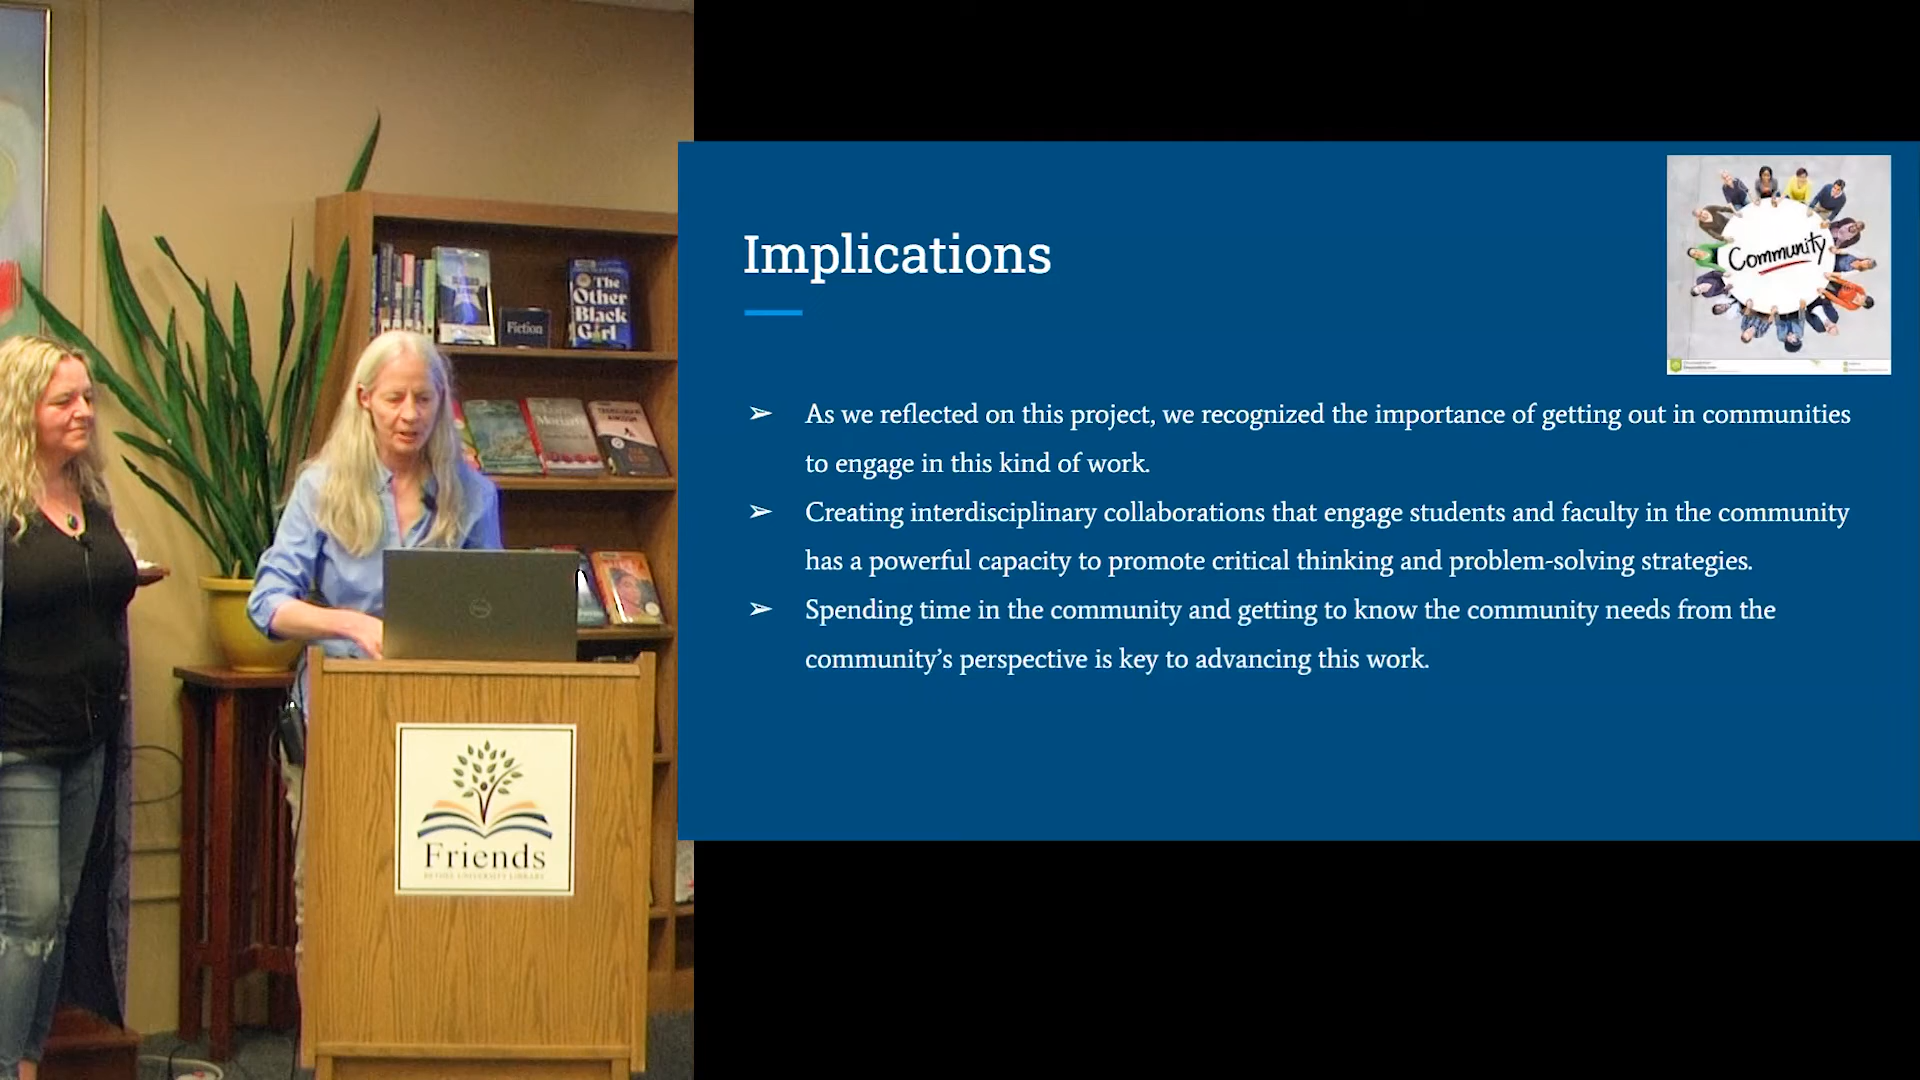 Implications
Community
➢ As we reflected on this project, we recognized the importance of getting out in communities
to engage in this kind of work.
➢ Creating interdisciplinary collaborations that engage students and faculty in the community
has a powerful capacity to promote critical thinking and problem-solving strategies.
➢ Spending time in the community and getting to know the community needs from the
community’s perspective is key to advancing this work.
The
Other
Black
Girl
Fiction
Friends
BETHEL UNIVERSITY LIBRARY